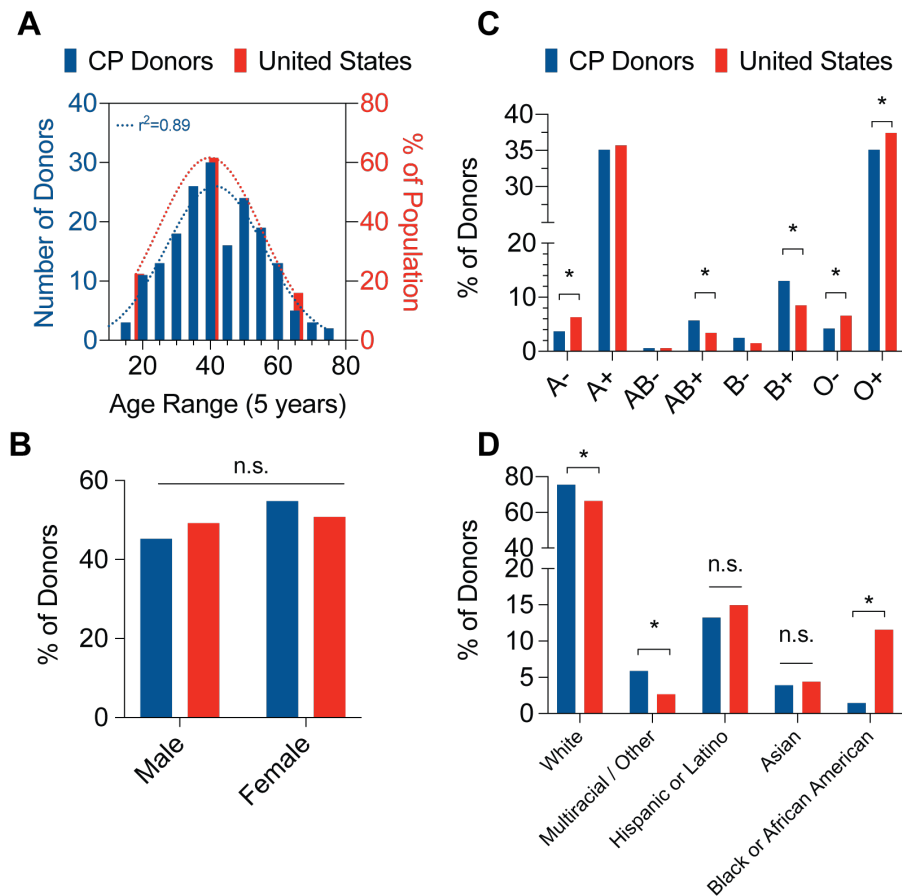 A
CP Donors United States
Number of Donors
40
30
20
10
0
r²=0.89
80
60
40
20
0
% of Population
20 40 60 80
Age Range (5 years)
B
n.s.
% of Donors
60
40
20
0
Male Female
C
CP Donors United States
% of Donors
40
35
30
20
10
0
* * * * *
A- A+ AB- AB+ B- B+ O- O+
D
% of Donors
80
60
40
20
15
10
5
0
* * n.s. n.s. *
White
Multiracial / Other
Hispanic or Latino
Asian
Black or African American